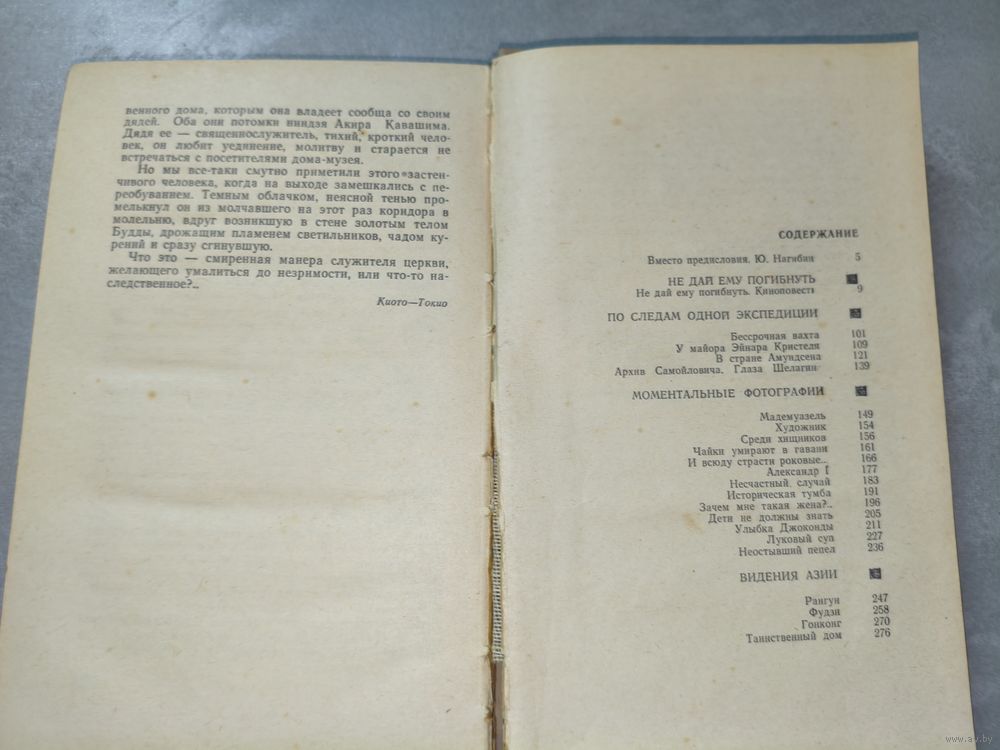 венного дома, которым она владеет сообща со своим
дядей. Оба они потомки ниндзя Акира Кавашима.
Дядя ее — священнослужитель, тихий, кроткий чело-
век, он любит уединение, молитву и старается не
встречаться с посетителями дома-музея.
Но мы все-таки смутно приметили этого застен-
чивого человека, когда на выходе замешкались с пе-
реобуванием. Темным облачком, неясной тенью про-
мелькнул он из молчавшего на этот раз коридора в
молельню, вдруг возникшую в стене золотым телом
Будды, дрожащим пламенем светильников, чадом ку-
рений и сразу сгинувшую.
Что это — смиренная манера служителя церкви,
желающего умалиться до незримости, или что-то на-
следственное?..
Киото—Токио
СОДЕРЖАНИЕ
Вместо предисловия. Ю. Нагибин 5
НЕ ДАЙ ЕМУ ПОГИБНУТЬ
Не дай ему погибнуть. Киноповесть 9
ПО СЛЕДАМ ОДНОЙ ЭКСПЕДИЦИИ
Бессрочная вахта 101
У майора Эйнара Кристеля 109
В стране Амундсена 121
Архив Самойловича. Глаза Шелагин 139
МОМЕНТАЛЬНЫЕ ФОТОГРАФИИ
Мадемуазель 149
Художник 154
Среди хищников 156
Чайки умирают в гавани 161
И всюду страсти роковые... 166
Александр I 177
Несчастный случай 183
Историческая тумба 191
Зачем мне такая жена?.. 196
Дети не должны знать 205
Улыбка Джоконды 211
Луковый суп 227
Неостывший пепел 236
ВИДЕНИЯ АЗИИ
Рангун 247
Фудзи 258
Гонконг 270
Таинственный дом 276
www.av.by